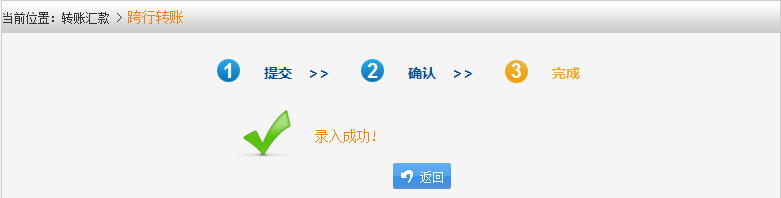 当前位置：转账汇款 > 跨行转账
1 提交 >> 2 确认 >> 3 完成
录入成功！
返回